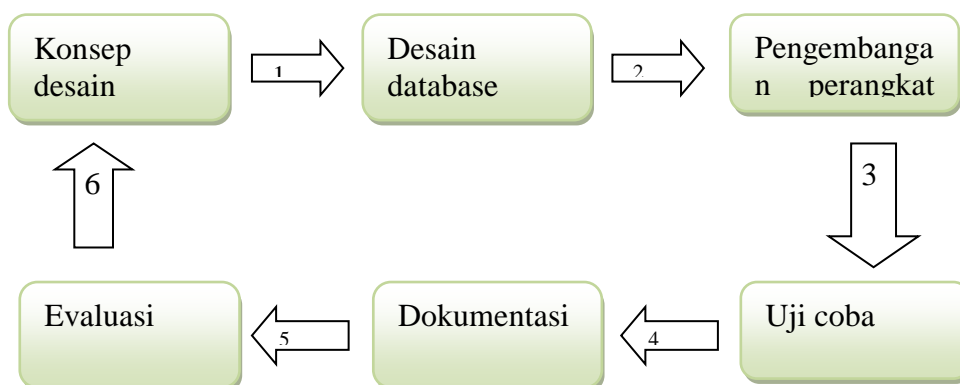 Konsep
desain
1
Desain
database
2
Pengembanga
n perangkat
6
3
Evaluasi
5
Dokumentasi
4
Uji coba